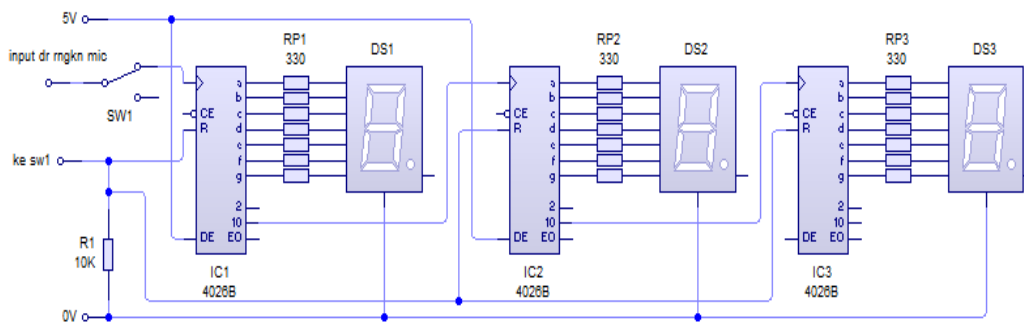 5V
RP1
330
DS1
RP2
330
DS2
RP3
330
DS3
input dr rngkn mic
SW1
a
b
c
d
e
f
g
CE
R
2
10
DE EO
a
b
c
d
e
f
g
CE
R
2
10
DE EO
a
b
c
d
e
f
g
CE
R
2
10
DE EO
ke sw1
R1
10K
IC1
4026B
IC2
4026B
IC3
4026B
0V